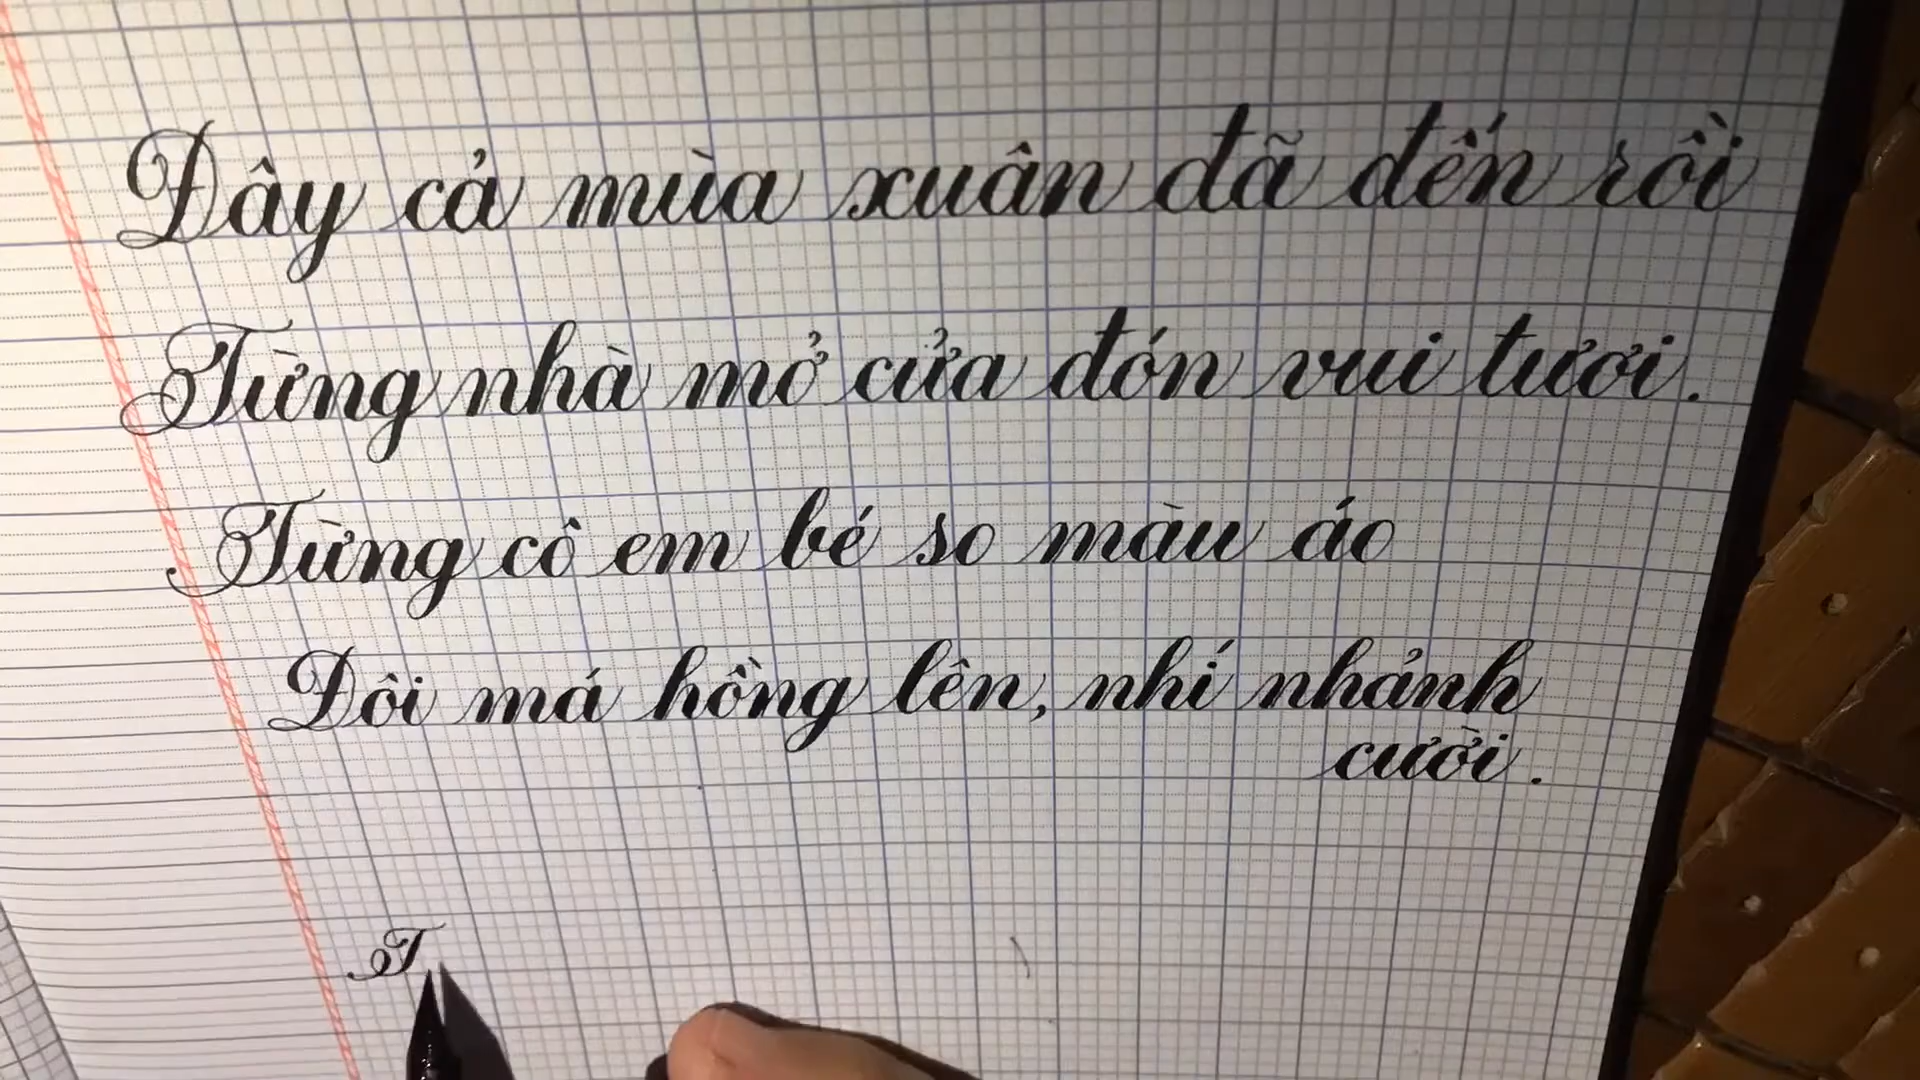 Đây cả mùa xuân đã đến rồi
Từng nhà mở cửa đón vui tươi.
Từng cô em bé so màu áo
Đôi má hồng lên, nhí nhảnh
cười.
T